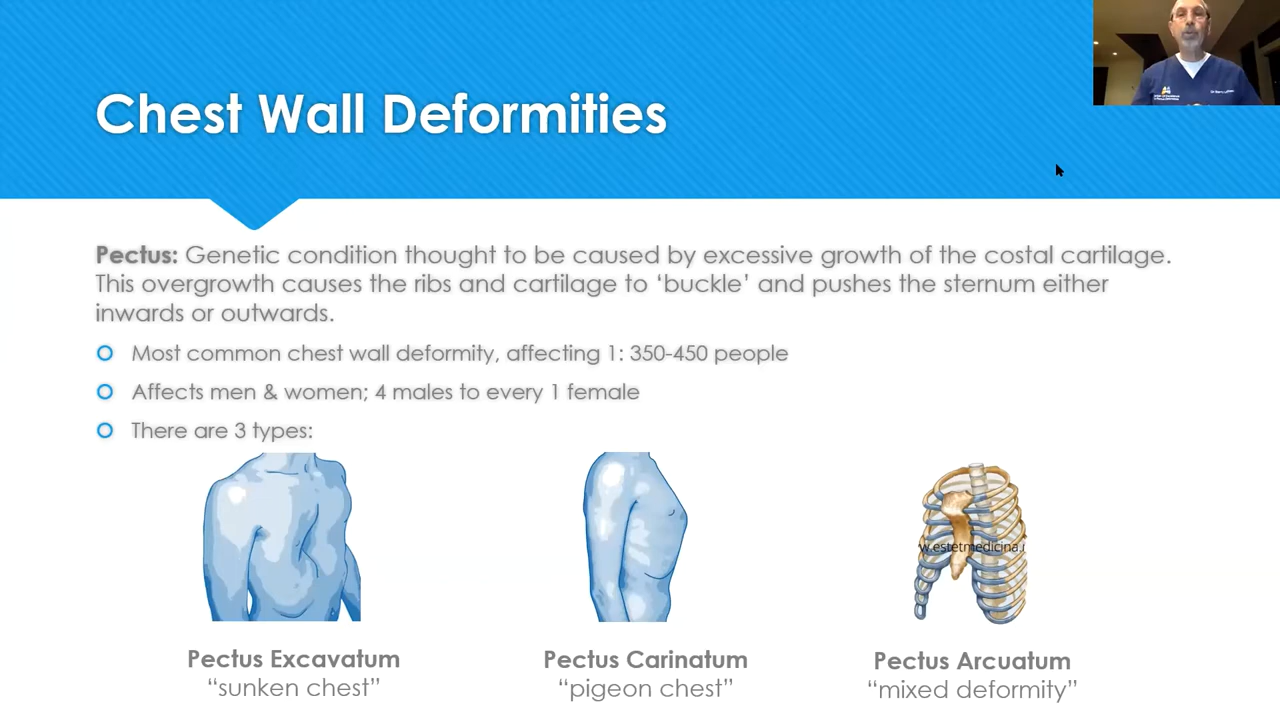 Chest Wall Deformities
Pectus: Genetic condition thought to be caused by excessive growth of the costal cartilage.
This overgrowth causes the ribs and cartilage to ‘buckle’ and pushes the sternum either
inwards or outwards.
Most common chest wall deformity, affecting 1: 350-450 people
Affects men & women; 4 males to every 1 female
There are 3 types:
w.estetmedicina.r
Pectus Excavatum
“sunken chest”
Pectus Carinatum
“pigeon chest”
Pectus Arcuatum
“mixed deformity”